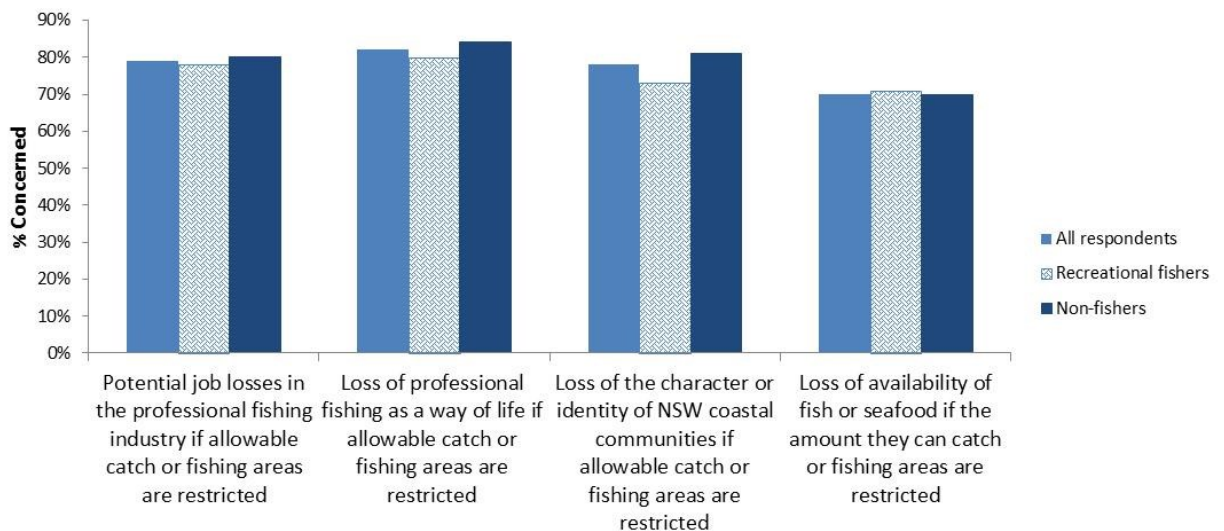 90%
80%
70%
60%
50%
40%
30%
20%
10%
0%
% Concerned
Potential job losses in
the professional fishing
industry if allowable
catch or fishing areas
are restricted
Loss of professional
fishing as a way of life if
allowable catch or
fishing areas are
restricted
Loss of the character or
identity of NSW coastal
communities if
allowable catch or
fishing areas are
restricted
Loss of availability of
fish or seafood if the
amount they can catch
or fishing areas are
restricted
All respondents
Recreational fishers
Non-fishers